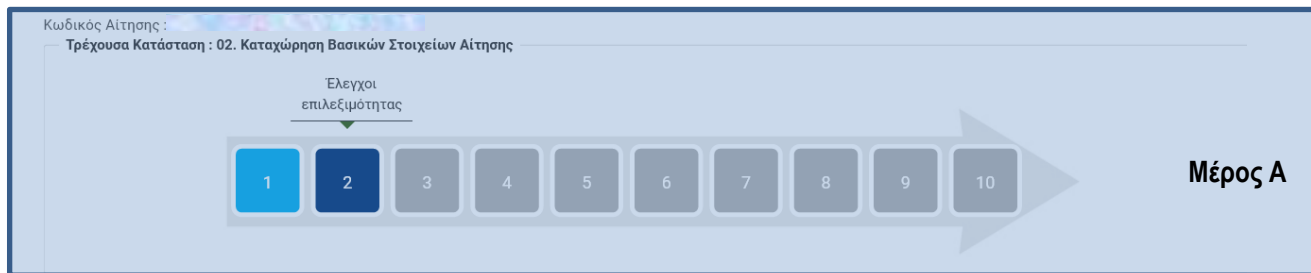 Κωδικός Αίτησης :
Τρέχουσα Κατάσταση : 02. Καταχώρηση Βασικών Στοιχείων Αίτησης
Έλεγχοι
επιλεξιμότητας
1 2 3 4 5 6 7 8 9 10
Μέρος Α